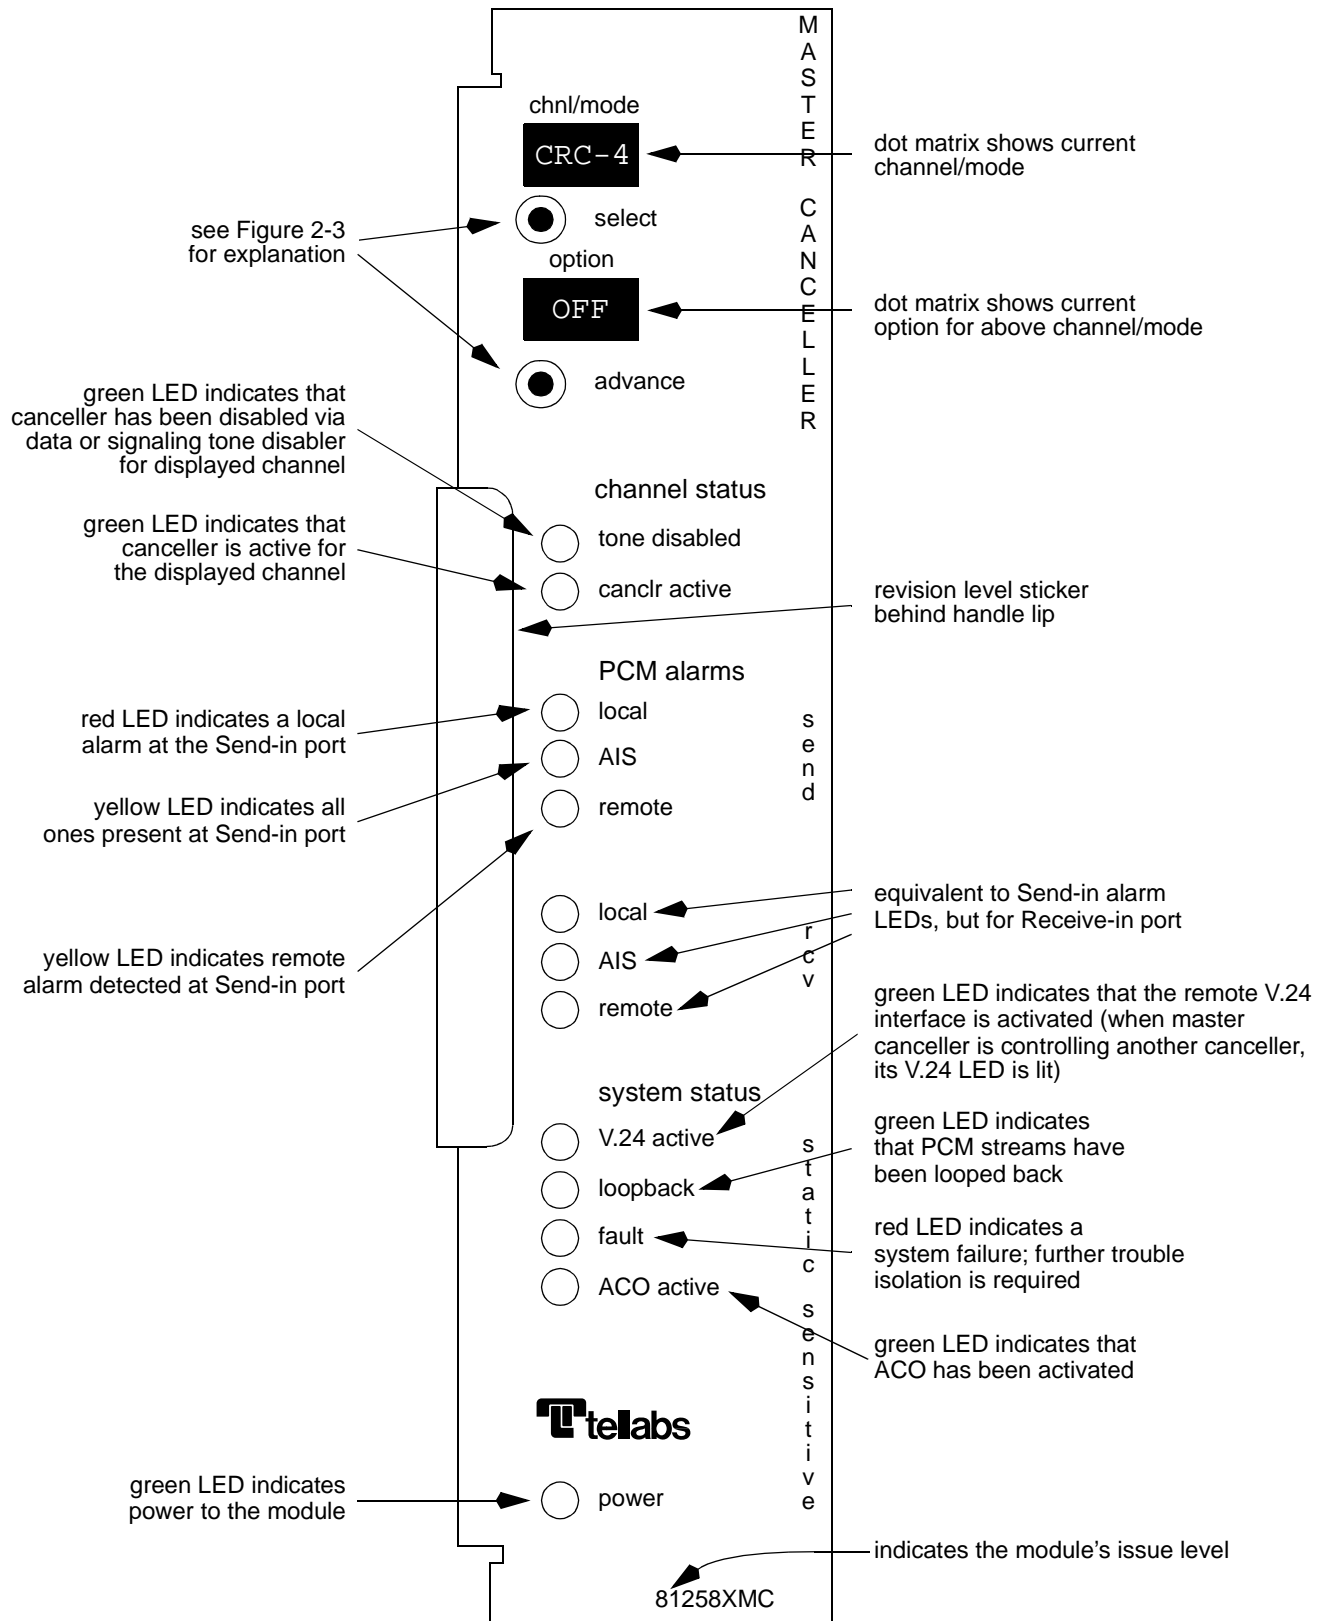 MASTER CANCELLER
chnl/mode
CRC-4
dot matrix shows current
channel/mode
select
see Figure 2-3
for explanation
option
OFF
dot matrix shows current
option for above channel/mode
advance
green LED indicates that
canceller has been disabled via
data or signaling tone disabler
for displayed channel
channel status
tone disabled
green LED indicates that
canceller is active for
the displayed channel
canclr active
revision level sticker
behind handle lip
PCM alarms
local
red LED indicates a local
alarm at the Send-in port
send
AIS
yellow LED indicates all
ones present at Send-in port
remote
local
equivalent to Send-in alarm
LEDs, but for Receive-in port
rcv
AIS
yellow LED indicates remote
alarm detected at Send-in port
remote
green LED indicates that the remote V.24
interface is activated (when master
canceller is controlling another canceller,
its V.24 LED is lit)
system status
V.24 active
green LED indicates
that PCM streams have
been looped back
static sensitive
loopback
fault
red LED indicates a
system failure; further trouble
isolation is required
ACO active
green LED indicates that
ACO has been activated
tellabs
green LED indicates
power to the module
power
indicates the module's issue level
81258XMC